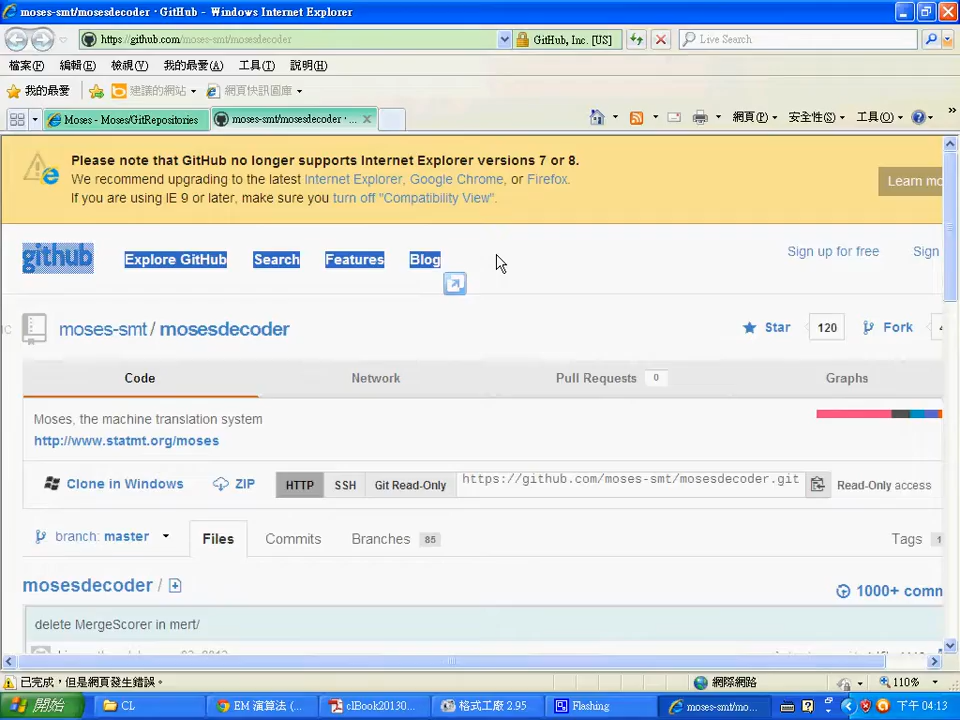 moses-smt/mosesdecoder · GitHub - Windows Internet Explorer
https://github.com/moses-smt/mosesdecoder
GitHub, Inc. [US]
Live Search
檔案(F) 編輯(E) 檢視(V) 我的最愛(A) 工具(T) 說明(H)
我的最愛 建議的網站 網頁快訊圖庫
Moses - Moses/GitRepositories moses-smt/mosesdecoder · ... 網頁(P) 安全性(S) 工具(O) »
Please note that GitHub no longer supports Internet Explorer versions 7 or 8.
We recommend upgrading to the latest Internet Explorer, Google Chrome, or Firefox.
If you are using IE 9 or later, make sure you turn off "Compatibility View".
Learn mo
github Explore GitHub Search Features Blog Sign up for free Sign
moses-smt / mosesdecoder Star 120 Fork
Code Network Pull Requests 0 Graphs
Moses, the machine translation system
http://www.statmt.org/moses
Clone in Windows ZIP HTTP SSH Git Read-Only https://github.com/moses-smt/mosesdecoder.git Read-Only access
branch: master Files Commits Branches 85 Tags 1
mosesdecoder / 1000+ comm
delete MergeScorer in mert/
已完成，但是網頁發生錯誤。 網際網路 110%
開始 CL EM 演算法 (... clBook20130... 格式工廠 2.95 Flashing moses-smt/mo... 下午 04:13